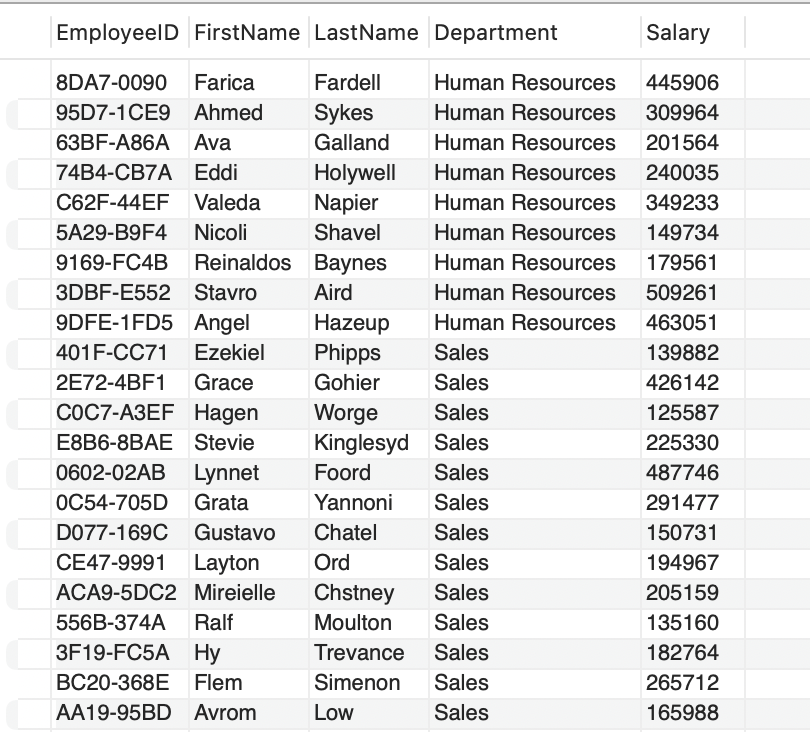 EmployeeID FirstName LastName Department Salary
8DA7-0090 Farica Fardell Human Resources 445906
95D7-1CE9 Ahmed Sykes Human Resources 309964
63BF-A86A Ava Galland Human Resources 201564
74B4-CB7A Eddi Holywell Human Resources 240035
C62F-44EF Valeda Napier Human Resources 349233
5A29-B9F4 Nicoli Shavel Human Resources 149734
9169-FC4B Reinaldos Baynes Human Resources 179561
3DBF-E552 Stavro Aird Human Resources 509261
9DFE-1FD5 Angel Hazeup Human Resources 463051
401F-CC71 Ezekiel Phipps Sales 139882
2E72-4BF1 Grace Gohier Sales 426142
C0C7-A3EF Hagen Worge Sales 125587
E8B6-8BAE Stevie Kinglesyd Sales 225330
0602-02AB Lynnet Foord Sales 487746
0C54-705D Grata Yannoni Sales 291477
D077-169C Gustavo Chatel Sales 150731
CE47-9991 Layton Ord Sales 194967
ACA9-5DC2 Mireielle Chstney Sales 205159
556B-374A Ralf Moulton Sales 135160
3F19-FC5A Hy Trevance Sales 182764
BC20-368E Flem Simenon Sales 265712
AA19-95BD Avrom Low Sales 165988